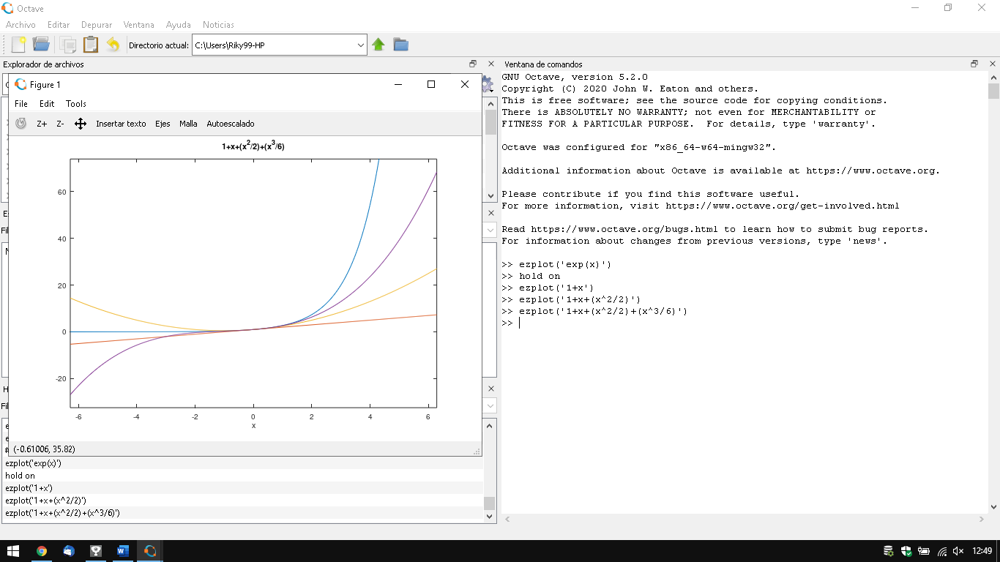 Octave
Archivo Editar Depurar Ventana Ayuda Noticias
Directorio actual: C:\Users\Riky99-HP
Explorador de archivos
Figure 1
File Edit Tools
Z+ Z- Insertar texto Ejes Malla Autoescalado
1+x+(x^2/2)+(x^3/6)
60
40
20
0
-20
-6 -4 -2 0 2 4 6
x
(-0.61006, 35.82)
ezplot('exp(x)')
hold on
ezplot('1+x')
ezplot('1+x+(x^2/2)')
ezplot('1+x+(x^2/2)+(x^3/6)')
Ventana de comandos
GNU Octave, version 5.2.0
Copyright (C) 2020 John W. Eaton and others.
This is free software; see the source code for copying conditions.
There is ABSOLUTELY NO WARRANTY; not even for MERCHANTABILITY or
FITNESS FOR A PARTICULAR PURPOSE.  For details, type 'warranty'.
Octave was configured for "x86_64-w64-mingw32".
Additional information about Octave is available at https://www.octave.org.
Please contribute if you find this software useful.
For more information, visit https://www.octave.org/get-involved.html
Read https://www.octave.org/bugs.html to learn how to submit bug reports.
For information about changes from previous versions, type 'news'.
>> ezplot('exp(x)')
>> hold on
>> ezplot('1+x')
>> ezplot('1+x+(x^2/2)')
>> ezplot('1+x+(x^2/2)+(x^3/6)')
>>
12:49